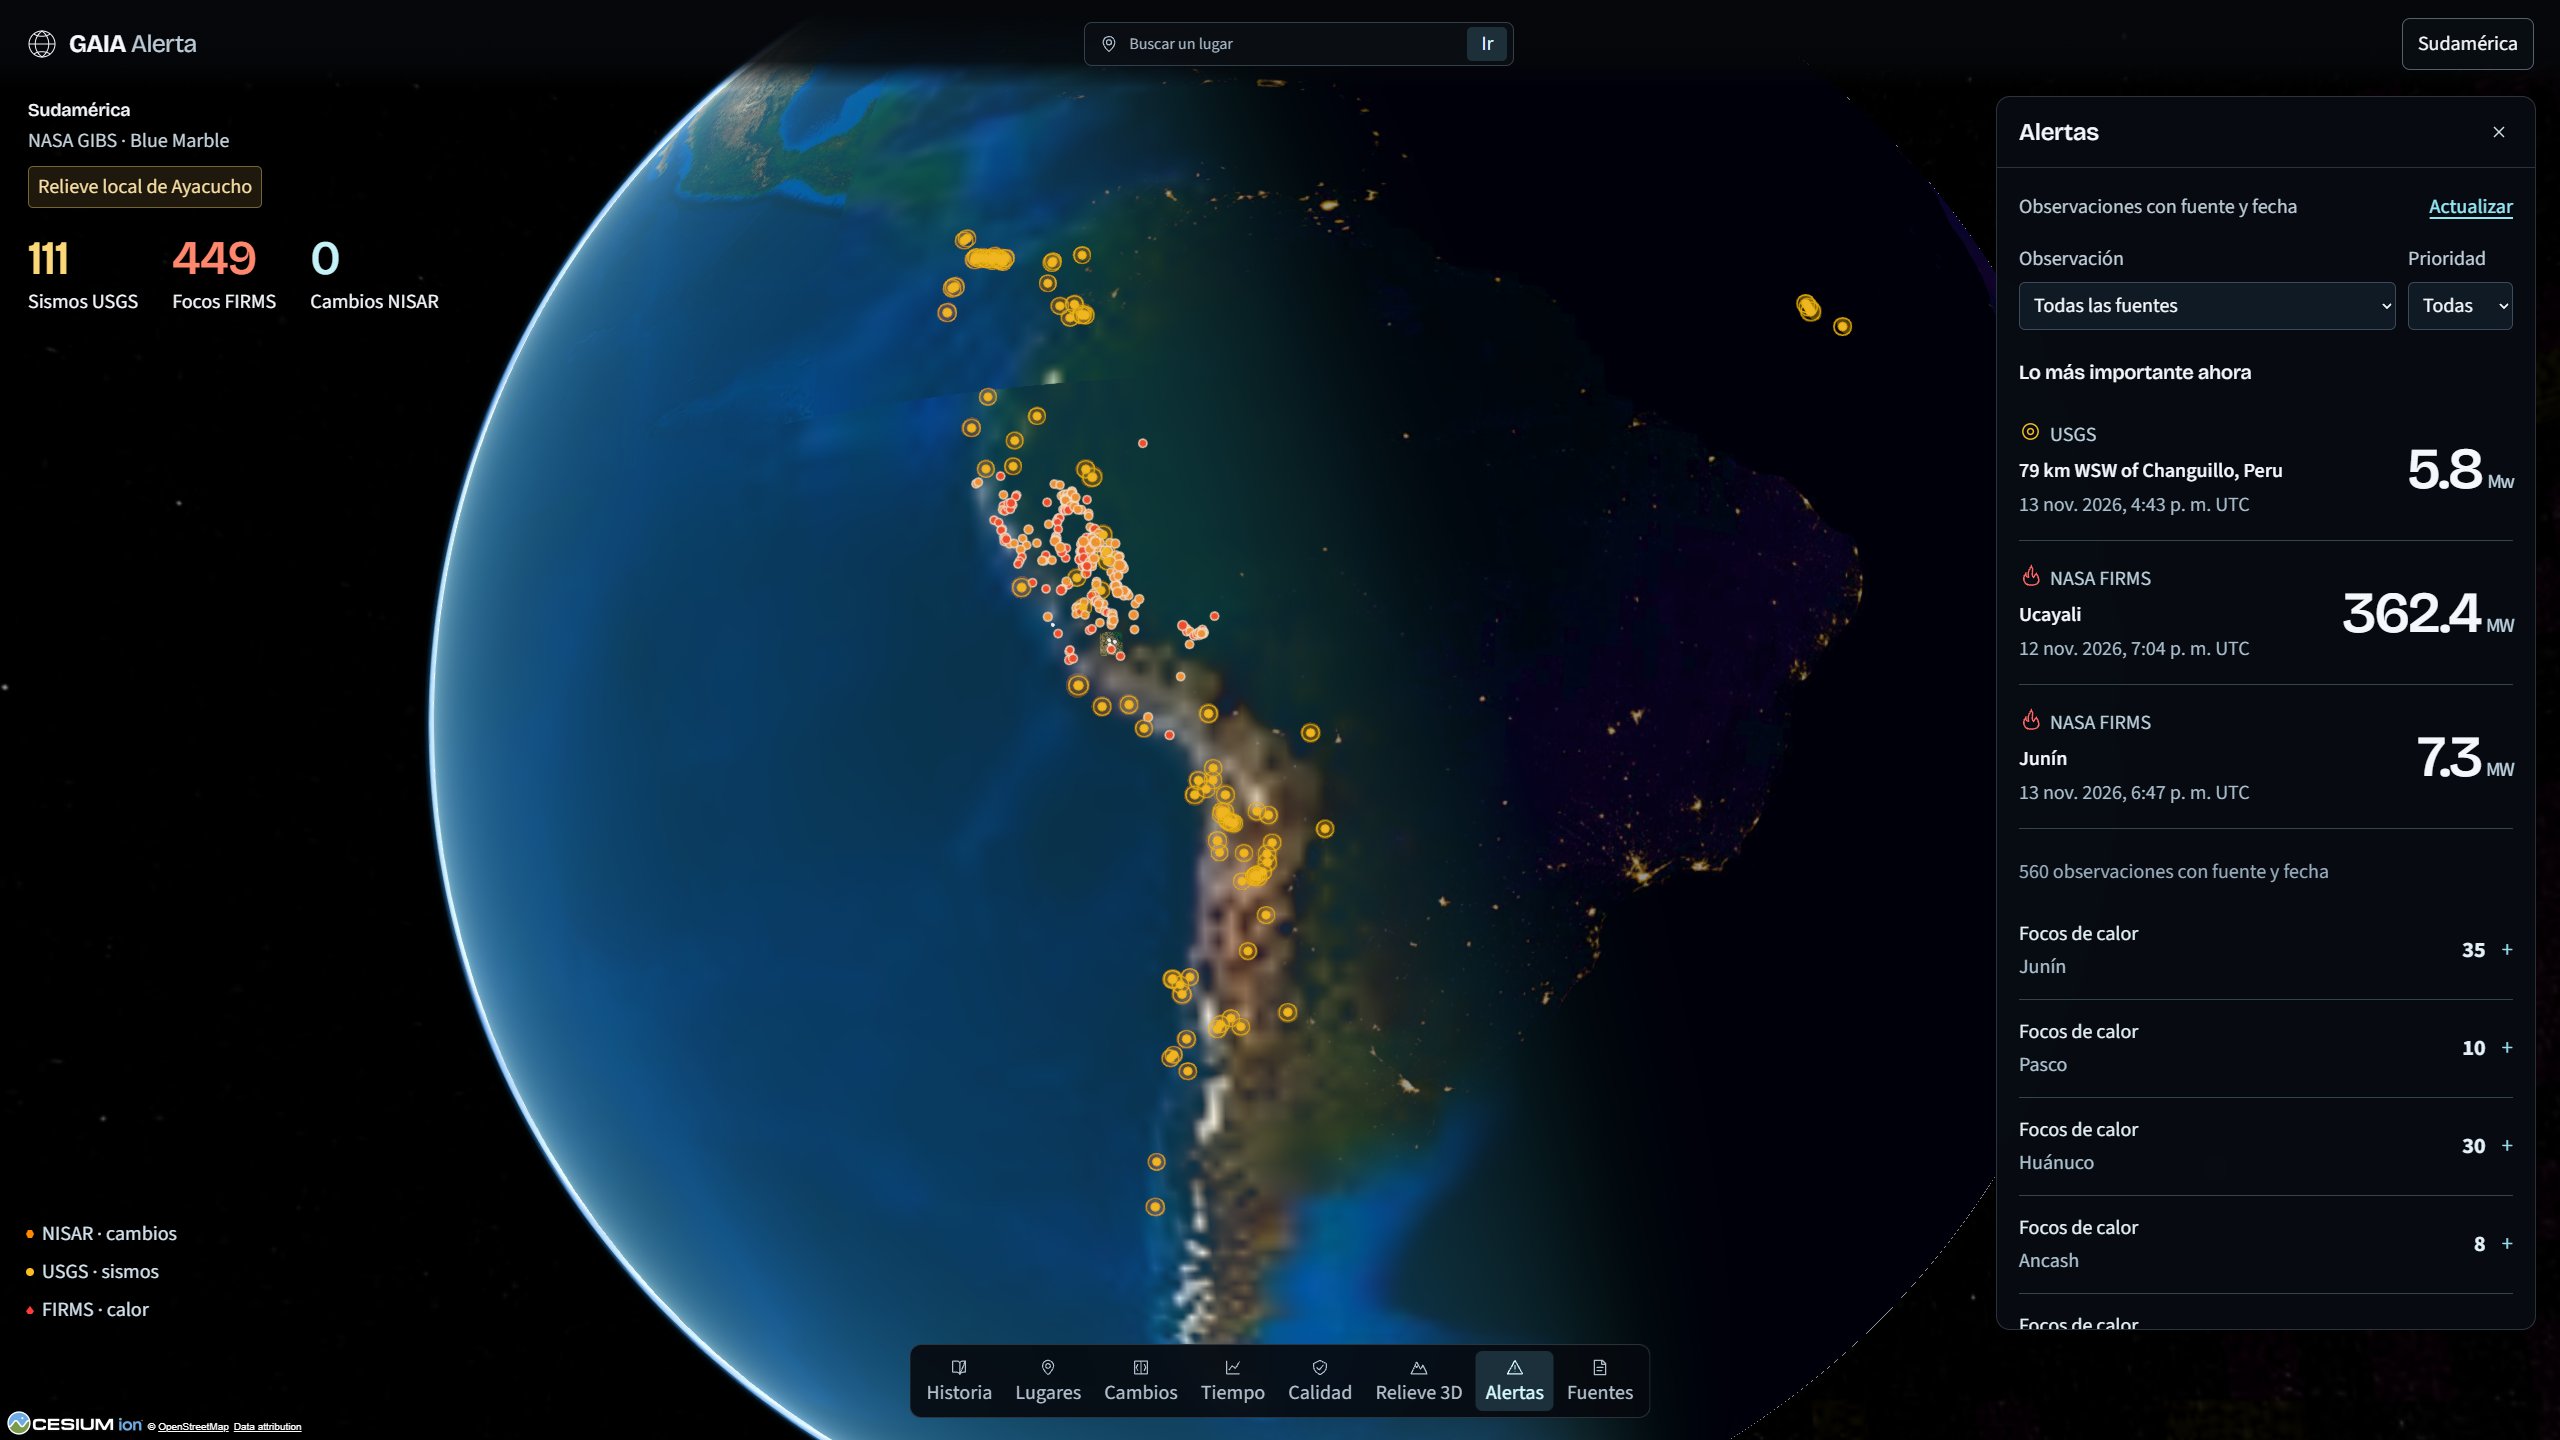 GAIA Alerta
Buscar un lugar
Ir
Sudamérica
Sudamérica
NASA GIBS · Blue Marble
Relieve local de Ayacucho
111
449
0
Sismos USGS
Focos FIRMS
Cambios NISAR
NISAR · cambios
USGS · sismos
FIRMS · calor
CESIUM ion © OpenStreetMap Data attribution
Alertas
Observaciones con fuente y fecha
Actualizar
Observación
Prioridad
Todas las fuentes
Todas
Lo más importante ahora
USGS
79 km WSW of Changuillo, Peru
13 nov. 2026, 4:43 p. m. UTC
5.8 Mw
NASA FIRMS
Ucayali
12 nov. 2026, 7:04 p. m. UTC
362.4 MW
NASA FIRMS
Junín
13 nov. 2026, 6:47 p. m. UTC
7.3 MW
560 observaciones con fuente y fecha
Focos de calor
Junín
35 +
Focos de calor
Pasco
10 +
Focos de calor
Huánuco
30 +
Focos de calor
Ancash
8 +
Focos de calor
Historia
Lugares
Cambios
Tiempo
Calidad
Relieve 3D
Alertas
Fuentes